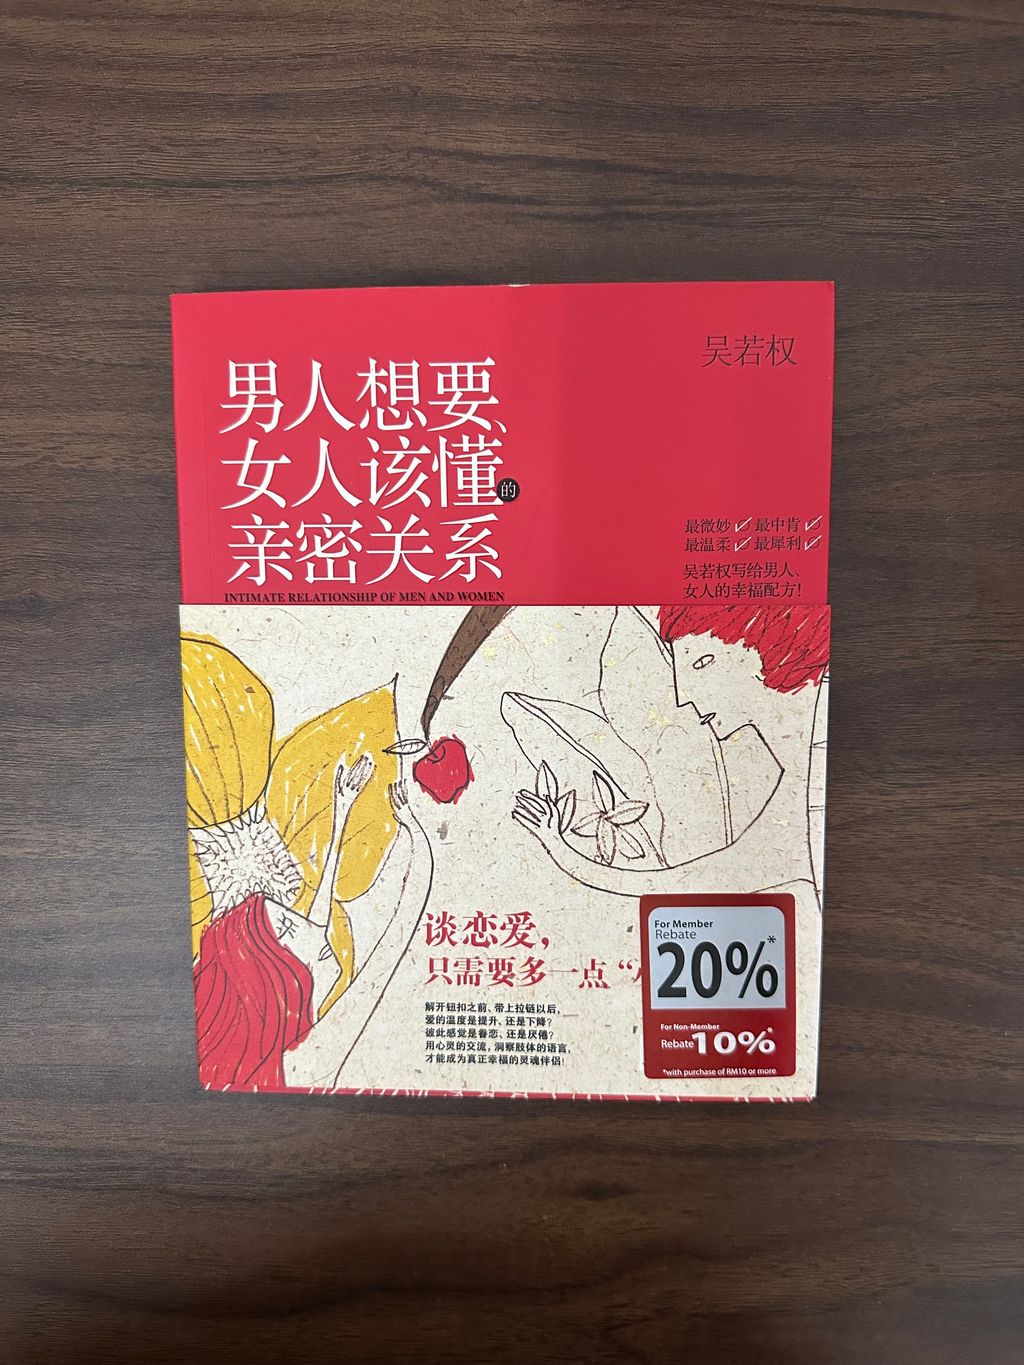 吴若权
男人想要、
女人该懂的
亲密关系
INTIMATE RELATIONSHIP OF MEN AND WOMEN
最微妙 最中肯
最温柔 最犀利
吴若权写给男人、
女人的幸福配方!
谈恋爱,
只需要多一点“
解开钮扣之前、带上拉链以后,
爱的温度是提升、还是下降?
彼此感觉是眷恋、还是厌倦?
用心灵的交流,洞察肢体的语言,
才能成为真正幸福的灵魂伴侣!
For Member
Rebate
20%*
For Non-Member
Rebate 10%*
*with purchase of RM10 or more